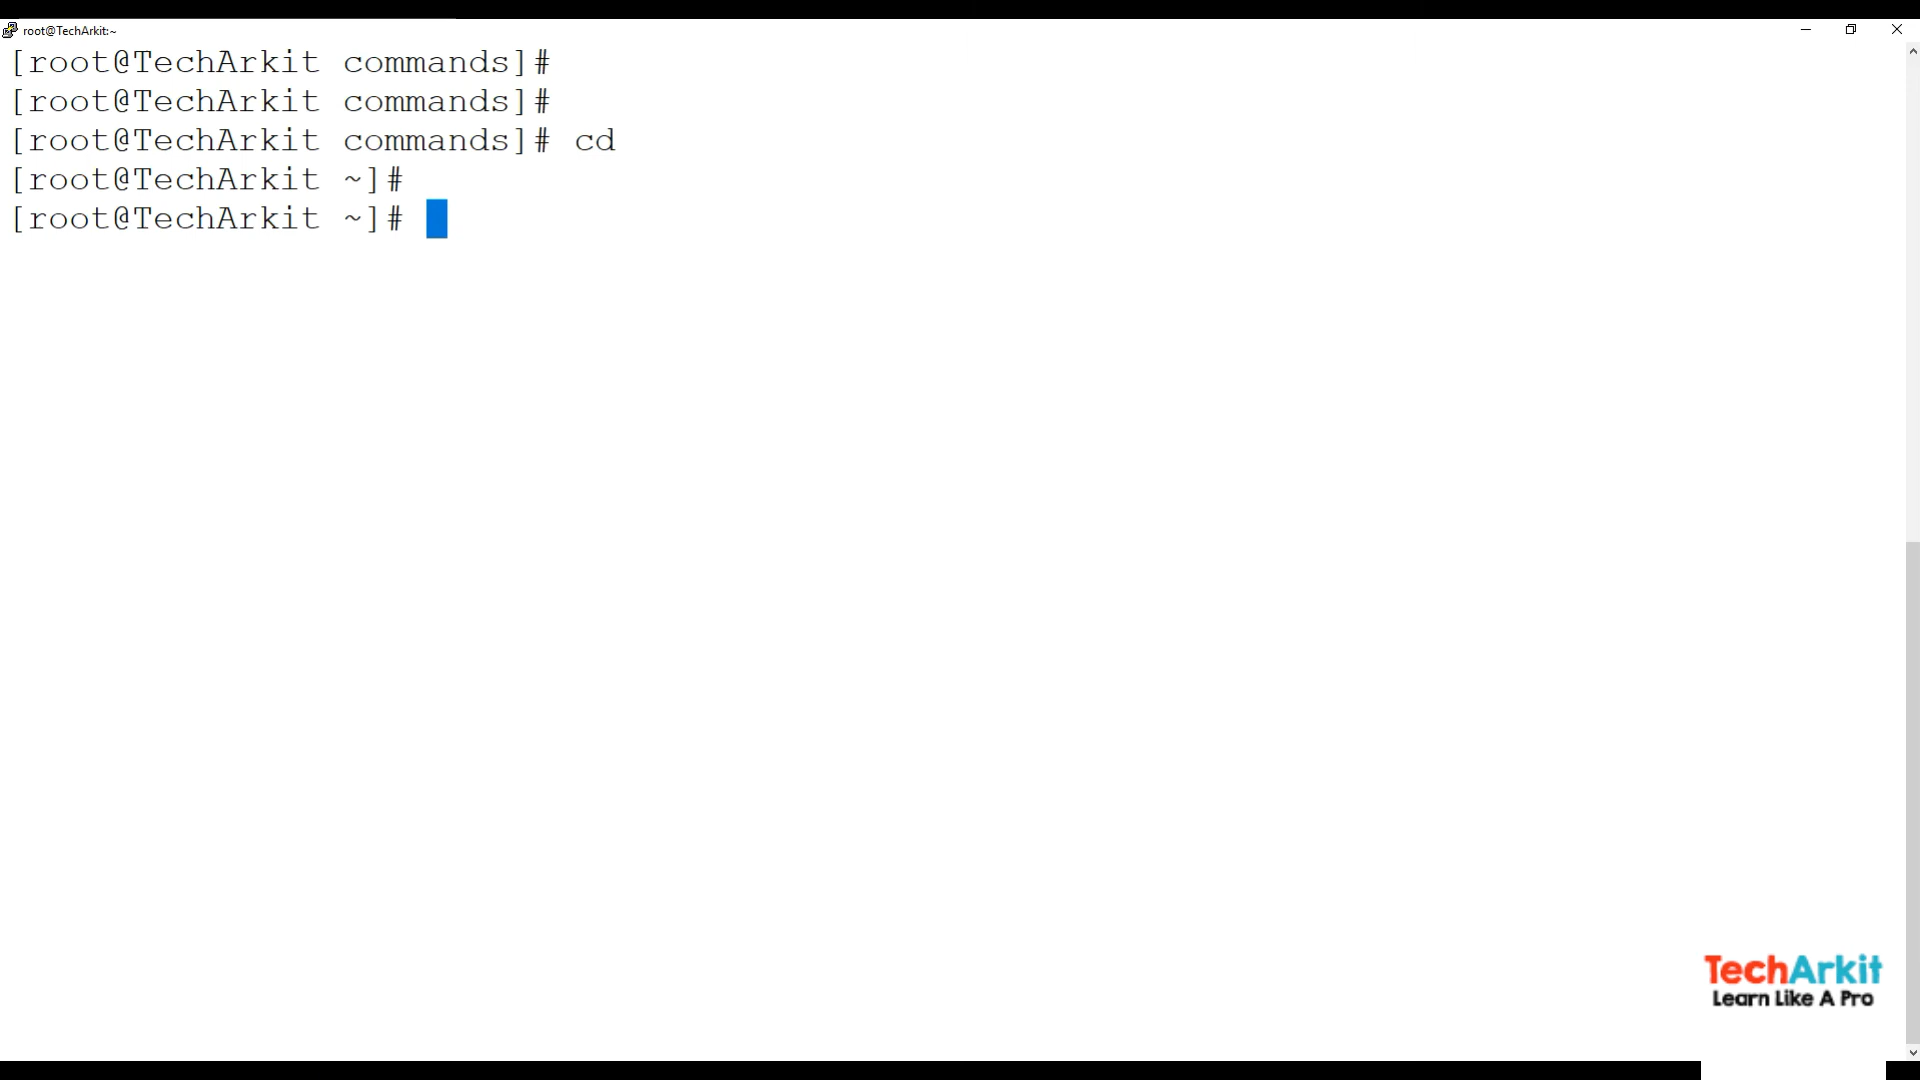 root@TechArkit:~
[root@TechArkit commands]#
[root@TechArkit commands]#
[root@TechArkit commands]# cd
[root@TechArkit ~]#
[root@TechArkit ~]#
TechArkit
Learn Like A Pro